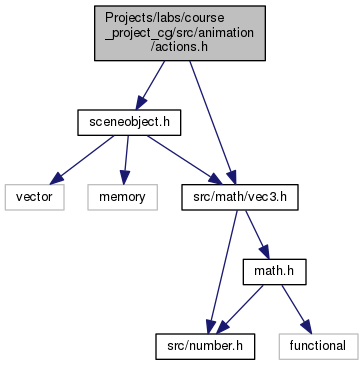 Projects/labs/course
_project_cg/src/animation
/actions.h
sceneobject.h
vector
memory
src/math/vec3.h
math.h
src/number.h
functional